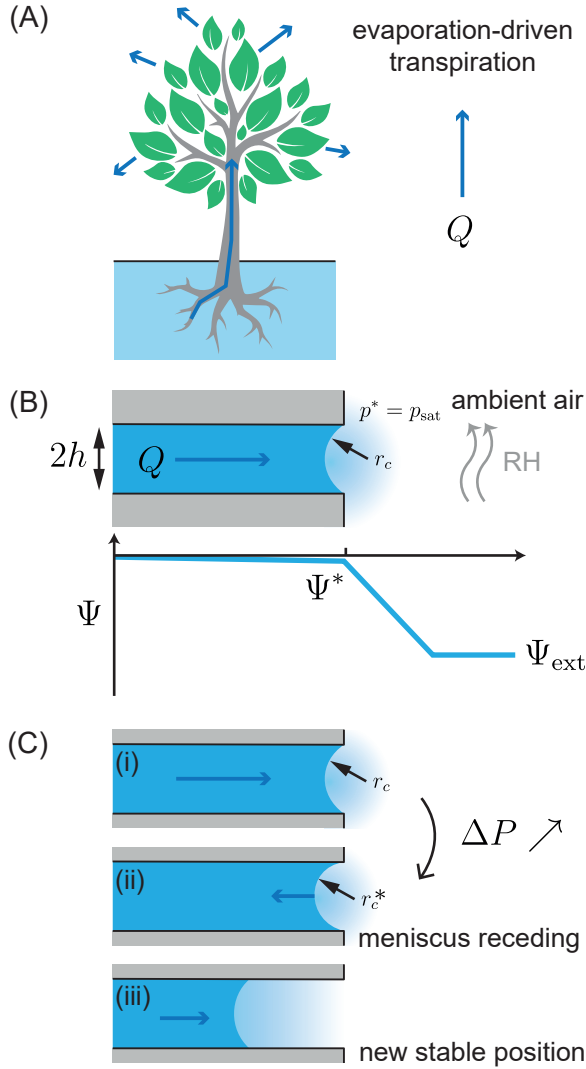 (A)
evaporation-driven
transpiration
Q
(B)
p* = p_sat
ambient air
2h
Q
r_c
RH
Ψ
Ψ*
Ψ_ext
(C)
(i)
r_c
ΔP ↗
(ii)
r_c*
meniscus receding
(iii)
new stable position